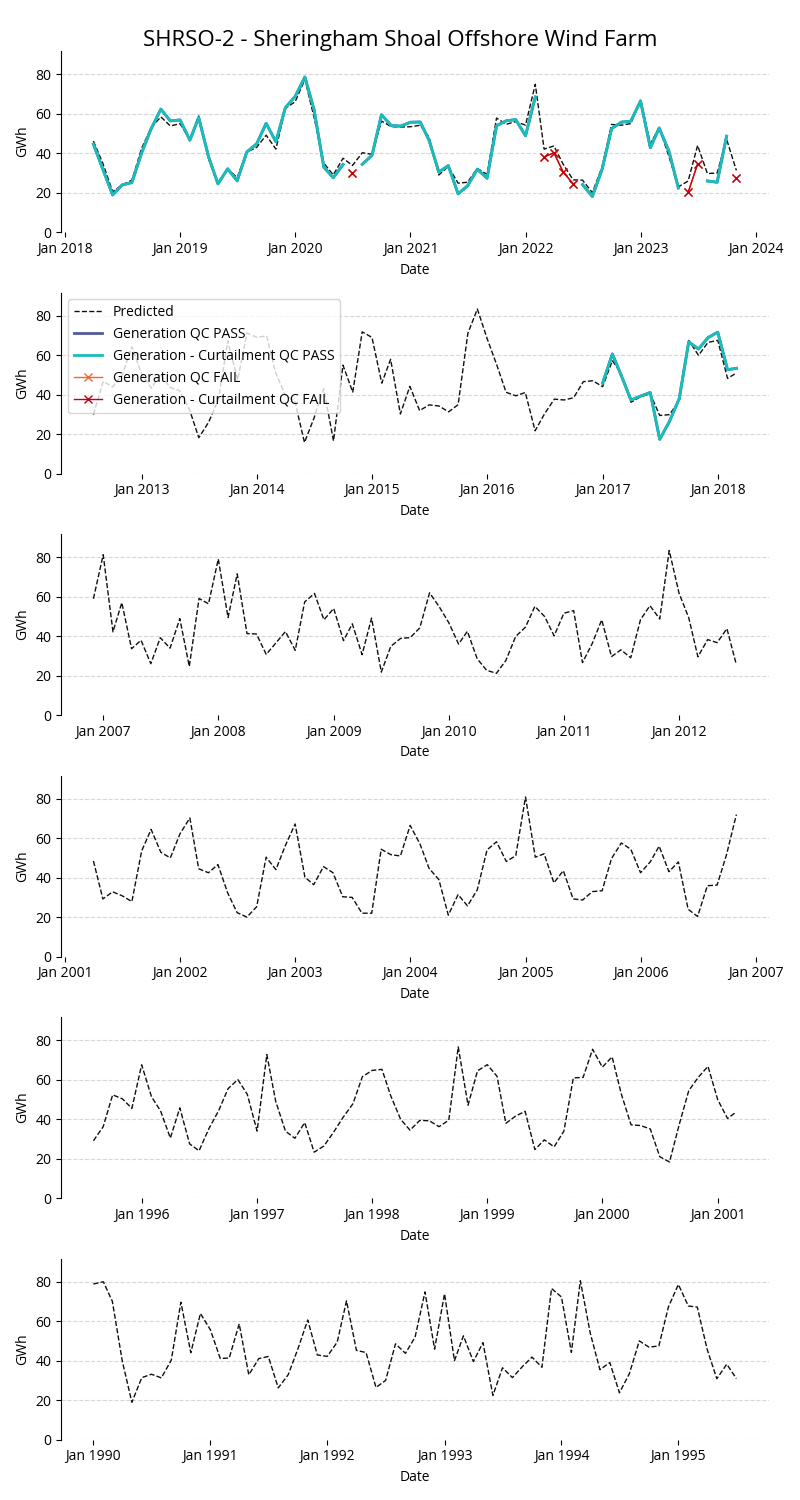 SHRSO-2 - Sheringham Shoal Offshore Wind Farm
80
60
40
20
0
GWh
Jan 2018 Jan 2019 Jan 2020 Jan 2021 Jan 2022 Jan 2023 Jan 2024
Date
Predicted
Generation QC PASS
Generation - Curtailment QC PASS
Generation QC FAIL
Generation - Curtailment QC FAIL
80
60
40
20
0
GWh
Jan 2013 Jan 2014 Jan 2015 Jan 2016 Jan 2017 Jan 2018
Date
80
60
40
20
0
GWh
Jan 2007 Jan 2008 Jan 2009 Jan 2010 Jan 2011 Jan 2012
Date
80
60
40
20
0
GWh
Jan 2001 Jan 2002 Jan 2003 Jan 2004 Jan 2005 Jan 2006 Jan 2007
Date
80
60
40
20
0
GWh
Jan 1996 Jan 1997 Jan 1998 Jan 1999 Jan 2000 Jan 2001
Date
80
60
40
20
0
GWh
Jan 1990 Jan 1991 Jan 1992 Jan 1993 Jan 1994 Jan 1995
Date